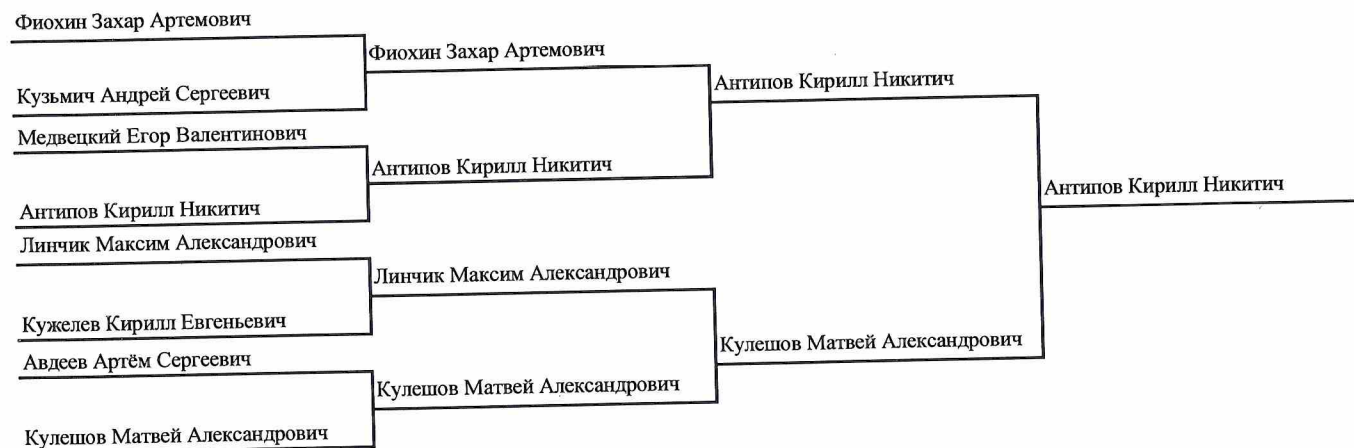 Фиохин Захар Артемович
Кузьмич Андрей Сергеевич
Медвецкий Егор Валентинович
Антипов Кирилл Никитич
Линчик Максим Александрович
Кужелев Кирилл Евгеньевич
Авдеев Артём Сергеевич
Кулешов Матвей Александрович
Фиохин Захар Артемович
Антипов Кирилл Никитич
Линчик Максим Александрович
Кулешов Матвей Александрович
Антипов Кирилл Никитич
Кулешов Матвей Александрович
Антипов Кирилл Никитич